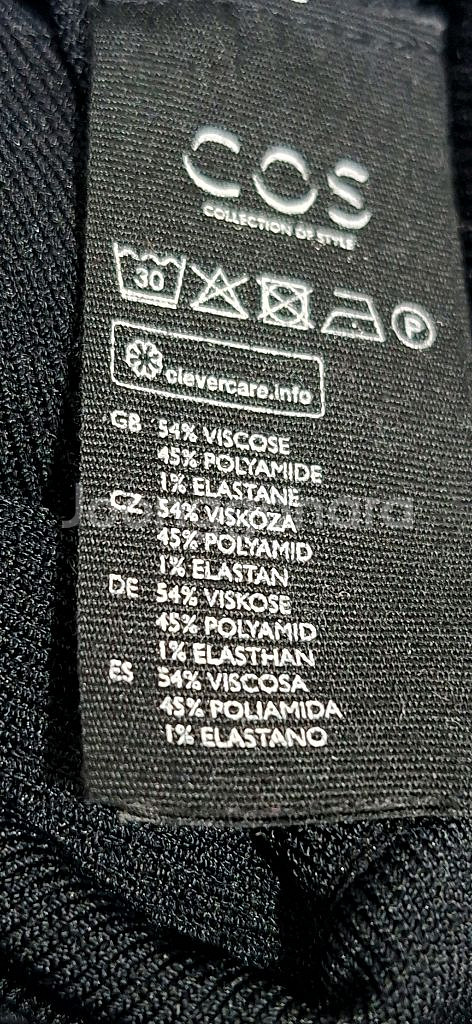 COS
COLLECTION OF STYLE
30
P
clevercare.info
GB 54% VISCOSE
45% POLYAMIDE
1% ELASTANE
CZ 54% VISKÓZA
45% POLYAMID
1% ELASTAN
DE 54% VISKOSE
45% POLYAMID
1% ELASTHAN
ES 54% VISCOSA
45% POLIAMIDA
1% ELASTANO